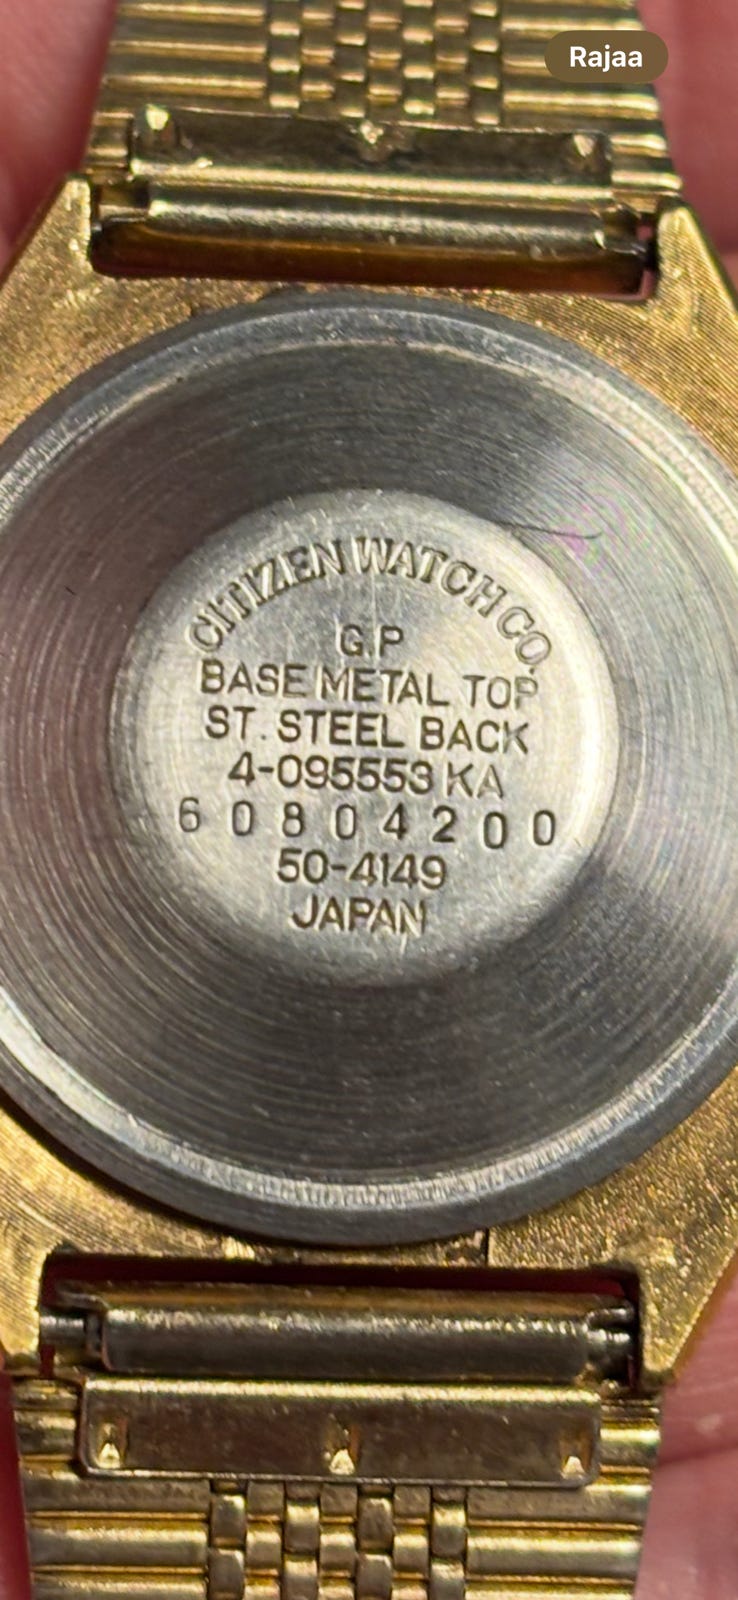 Rajaa
CITIZEN WATCH CO.
G.P
BASE METAL TOP
ST. STEEL BACK
4-095553 KA
60804200
50-4149
JAPAN